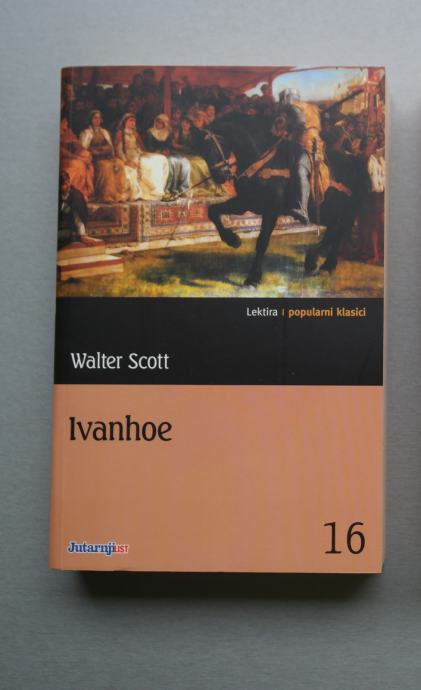 Lektira | popularni klasici
Walter Scott
Ivanhoe
16
Jutarnji LIST